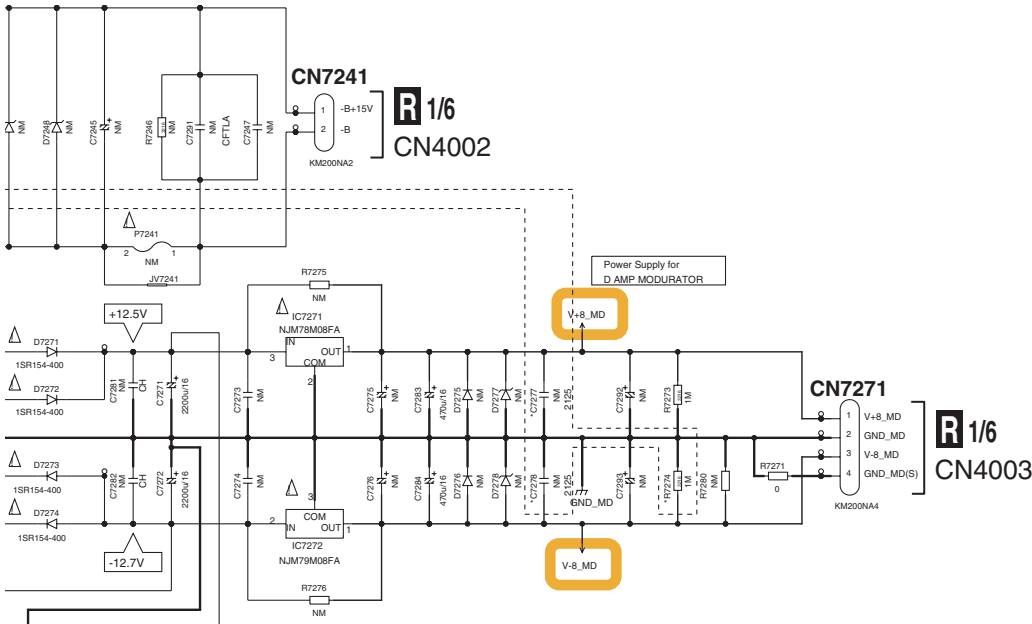 CN7241
R 1/6
CN4002
1 -B+15V
2 -B
KM200NA2
NM
D7248
NM
C7245
NM
R7246
NM
C7291
NM
CFTLA
C7247
NM
P7241
2 1
NM
JV7241
Power Supply for
D AMP MODURATOR
R7275
NM
IC7271
NJM78M08FA
IN
OUT
COM
3
1
2
+12.5V
V+8_MD
D7271
1SR154-400
D7272
1SR154-400
C7281
NM
CH
C7271
2200u/16
C7273
NM
C7275
NM
C7283
470u/16
D7275
NM
D7277
NM
*C7277
NM
2125
C7292
NM
R7273
1M
CN7271
1 V+8_MD
2 GND_MD
3 V-8_MD
4 GND_MD(S)
KM200NA4
R 1/6
CN4003
D7273
1SR154-400
D7274
1SR154-400
C7282
NM
CH
C7272
2200u/16
C7274
NM
C7276
NM
C7284
470u/16
D7276
NM
D7278
NM
*C7278
NM
2125
GND_MD
C7293
NM
*R7274
1M
R7280
NM
R7271
0
3
COM
2
IN
OUT
1
IC7272
NJM79M08FA
-12.7V
V-8_MD
R7276
NM